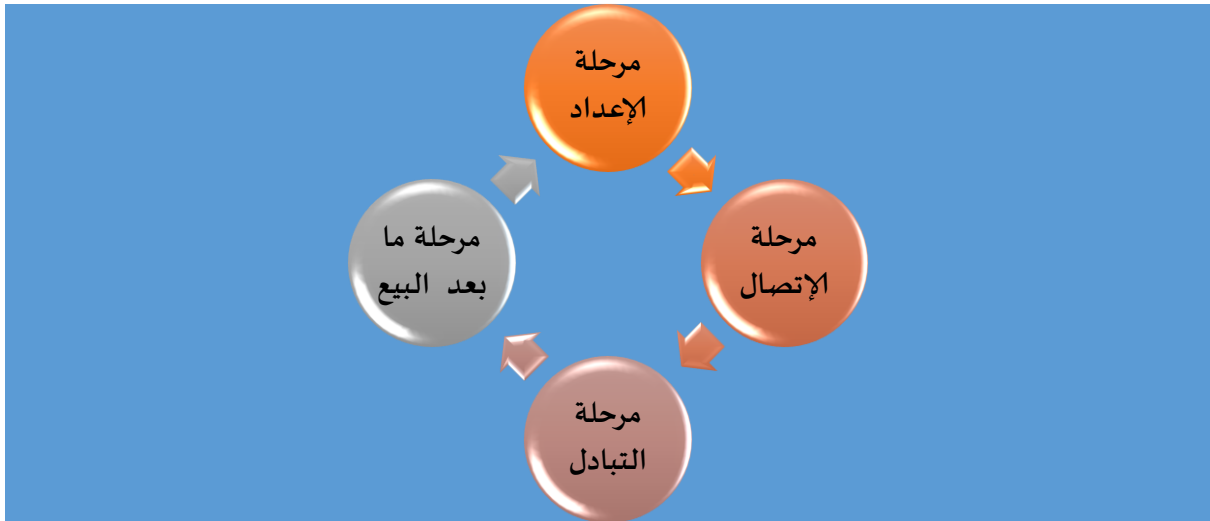 مرحلة
الإعداد
مرحلة
الإتصال
مرحلة
التبادل
مرحلة ما
بعد البيع